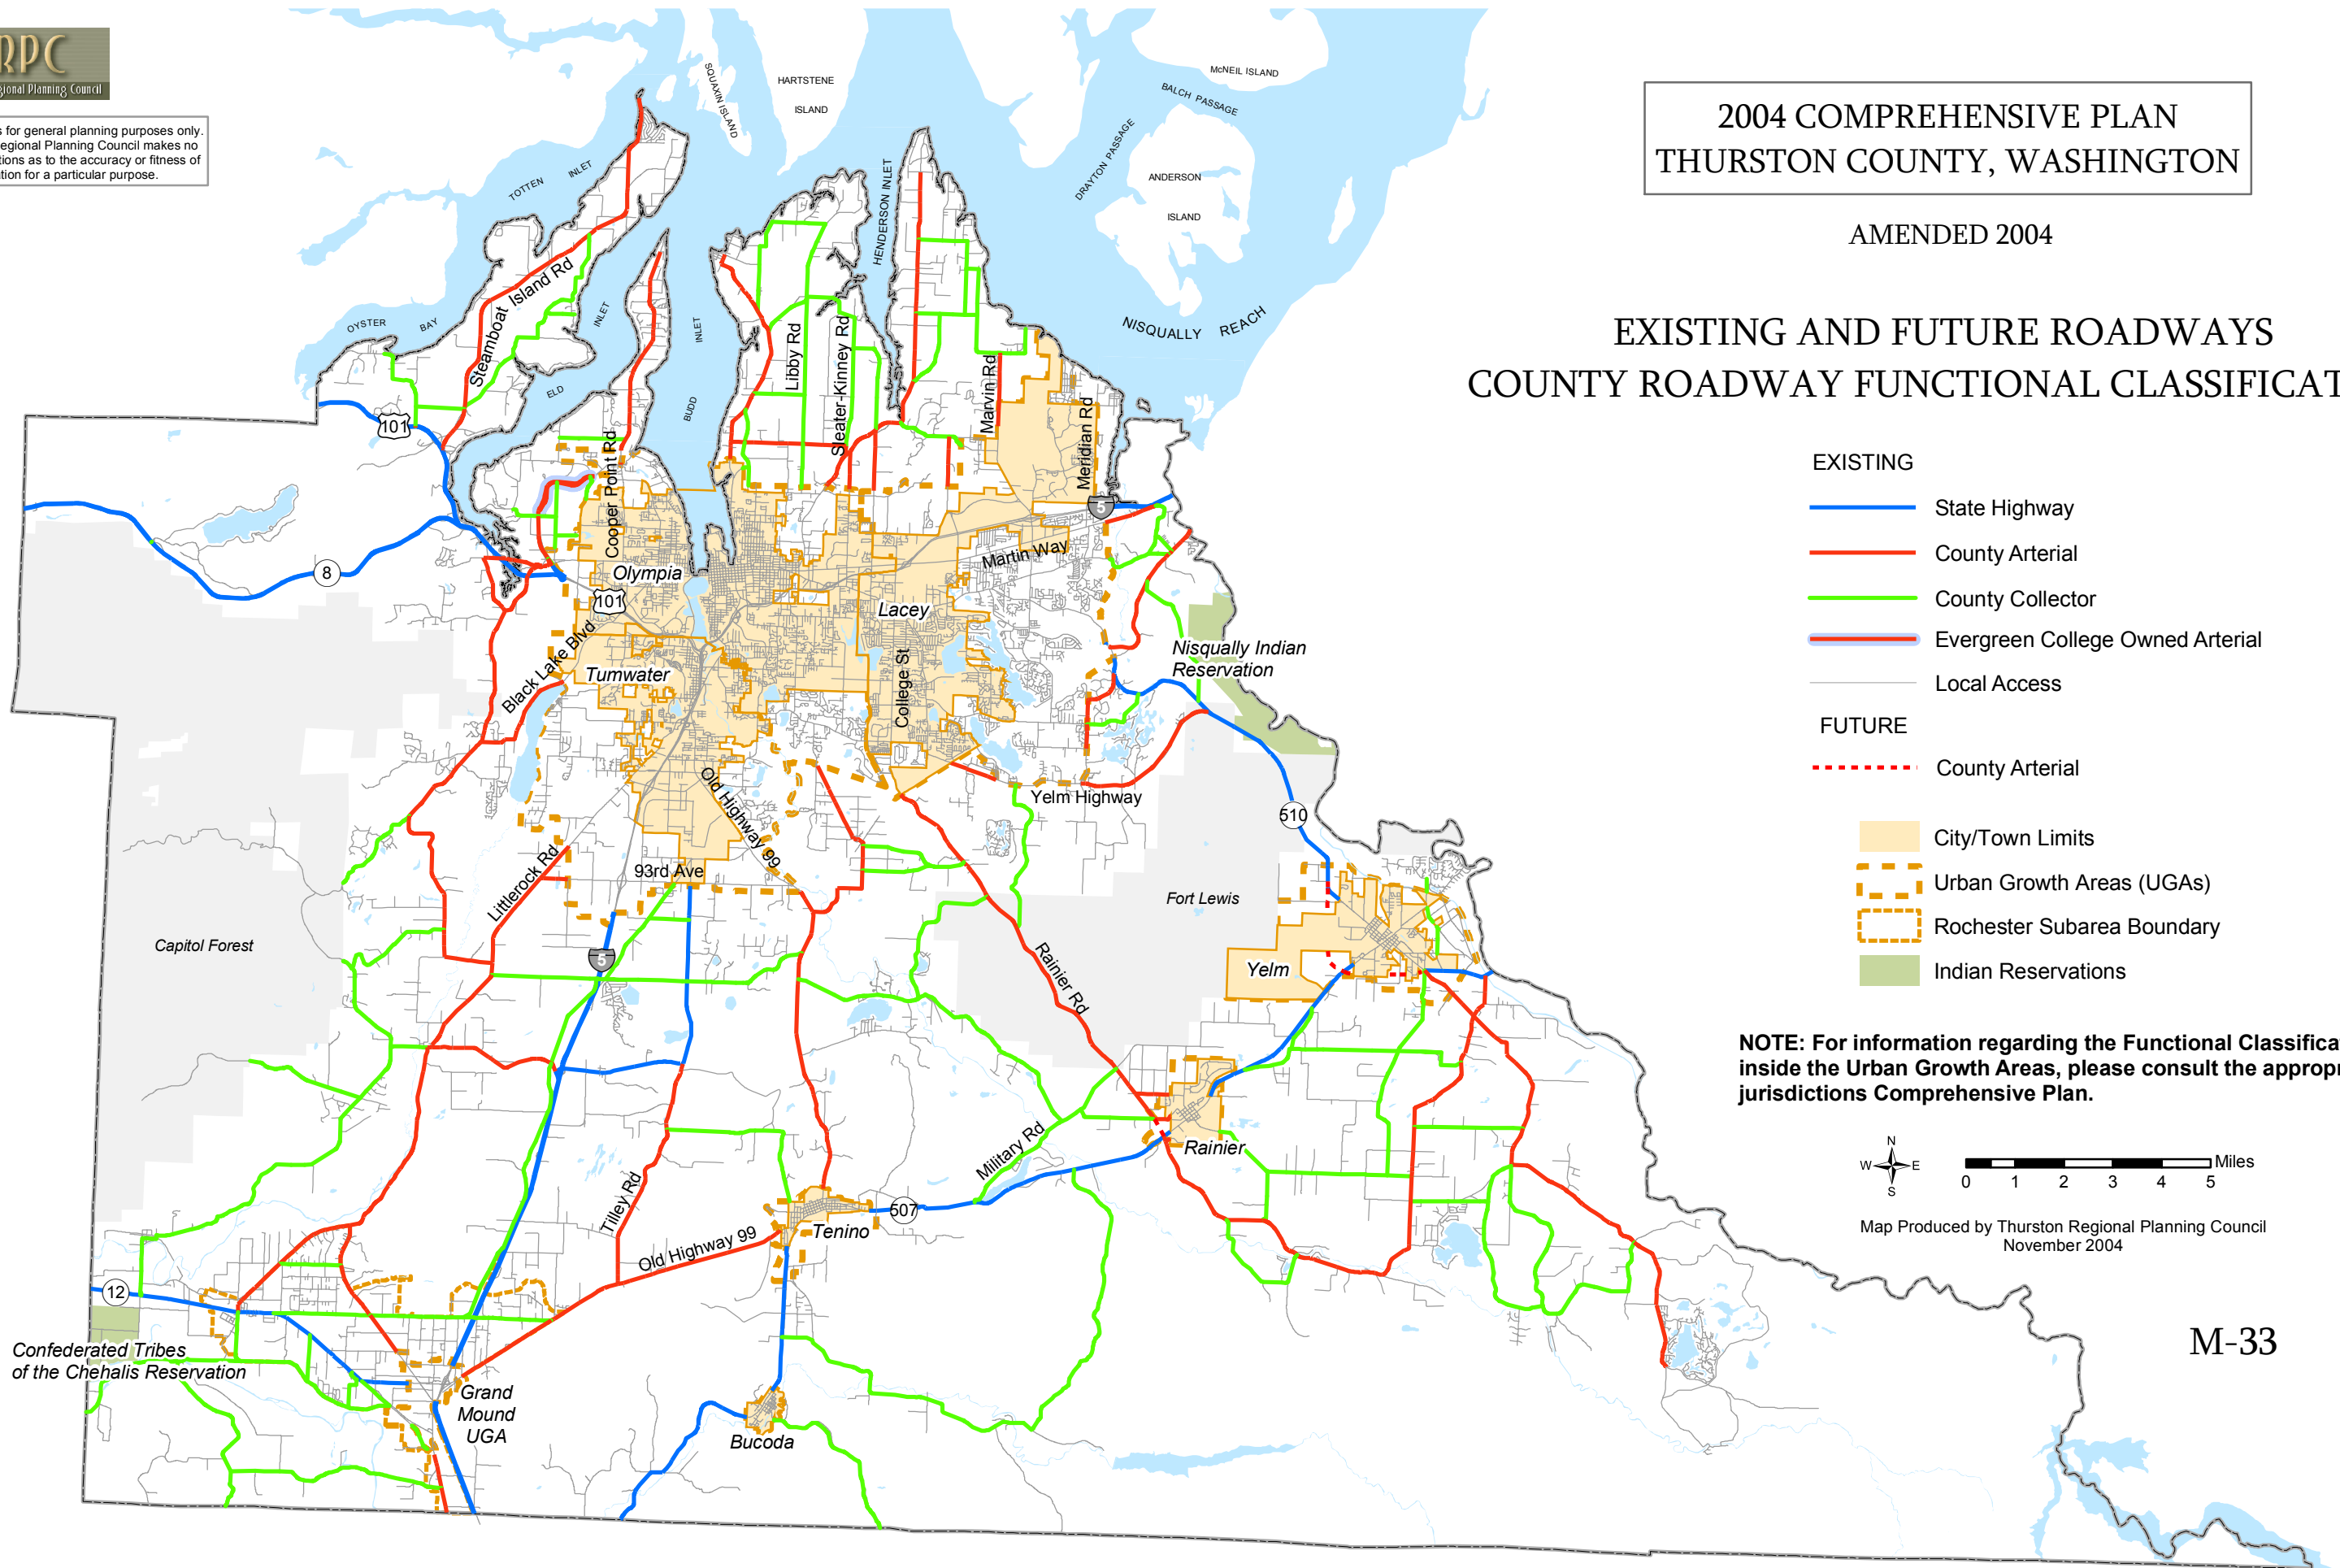 RPC
gional Planning Council
s for general planning purposes only.
egional Planning Council makes no
tions as to the accuracy or fitness of
tion for a particular purpose.
2004 COMPREHENSIVE PLAN
THURSTON COUNTY, WASHINGTON
AMENDED 2004
EXISTING AND FUTURE ROADWAYS
COUNTY ROADWAY FUNCTIONAL CLASSIFICAT
EXISTING
State Highway
County Arterial
County Collector
Evergreen College Owned Arterial
Local Access
FUTURE
County Arterial
City/Town Limits
Urban Growth Areas (UGAs)
Rochester Subarea Boundary
Indian Reservations
NOTE: For information regarding the Functional Classifica
inside the Urban Growth Areas, please consult the approp
jurisdictions Comprehensive Plan.
N
W E
S
Miles
0 1 2 3 4 5
Map Produced by Thurston Regional Planning Council
November 2004
M-33
SQUAXIN ISLAND
HARTSTENE
ISLAND
McNEIL ISLAND
BALCH PASSAGE
DRAYTON PASSAGE
ANDERSON
ISLAND
TOTTEN INLET
HENDERSON INLET
NISQUALLY REACH
OYSTER BAY
Steamboat Island Rd
ELD INLET
BUDD INLET
Libby Rd
Sleater-Kinney Rd
Marvin Rd
Meridian Rd
101
Cooper Point Rd
5
8
Olympia
Martin Way
101
Lacey
Black Lake Blvd
Tumwater
College St
Nisqually Indian
Reservation
Old Highway 99
Yelm Highway
510
93rd Ave
Littlerock Rd
Fort Lewis
Capitol Forest
5
Rainier Rd
Yelm
Military Rd
Rainier
Tilley Rd
507
Tenino
Old Highway 99
12
Confederated Tribes
of the Chehalis Reservation
Grand
Mound
UGA
Bucoda